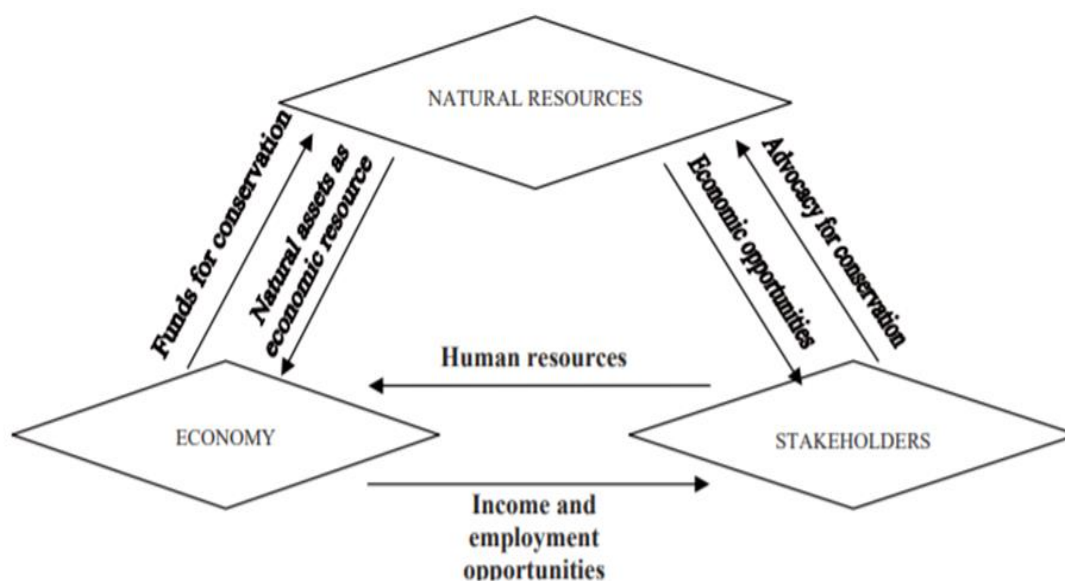 NATURAL RESOURCES
Funds for conservation
Natural assets as
economic resource
Economic opportunities
Advocacy for conservation
Human resources
ECONOMY
STAKEHOLDERS
Income and
employment
opportunities